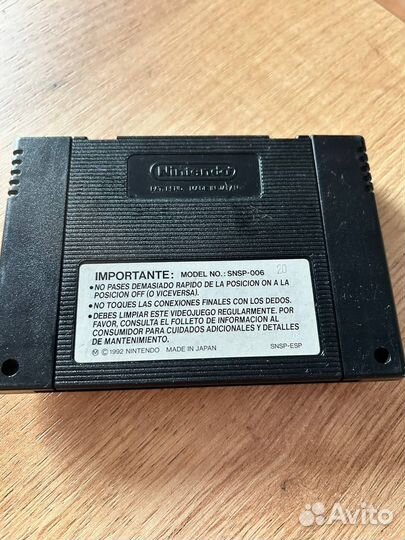 Nintendo
IMPORTANTE: MODEL NO.: SNSP-006 20
• NO PASES DEMASIADO RAPIDO DE LA POSICION ON A LA
POSICION OFF (O VICEVERSA).
• NO TOQUES LAS CONEXIONES FINALES CON LOS DEDOS.
• DEBES LIMPIAR ESTE VIDEOJUEGO REGULARMENTE. POR
FAVOR, CONSULTA EL FOLLETO DE INFORMACION AL
CONSUMIDOR PARA CUIDADOS ADICIONALES Y DETALLES
DE MANTENIMIENTO.
Ⓜ © 1992 NINTENDO MADE IN JAPAN SNSP-ESP
Avito